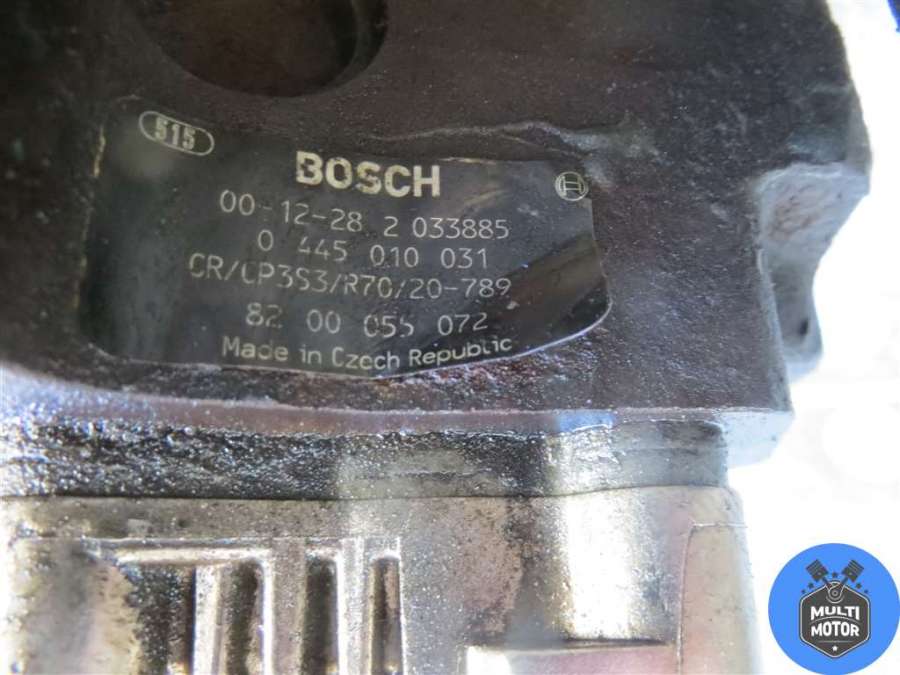 515
BOSCH
00-12-28 2 033885
0 445 010 031
CR/CP3S3/R70/20-789
82 00 055 072
Made in Czech Republic
MULTI
MOTOR